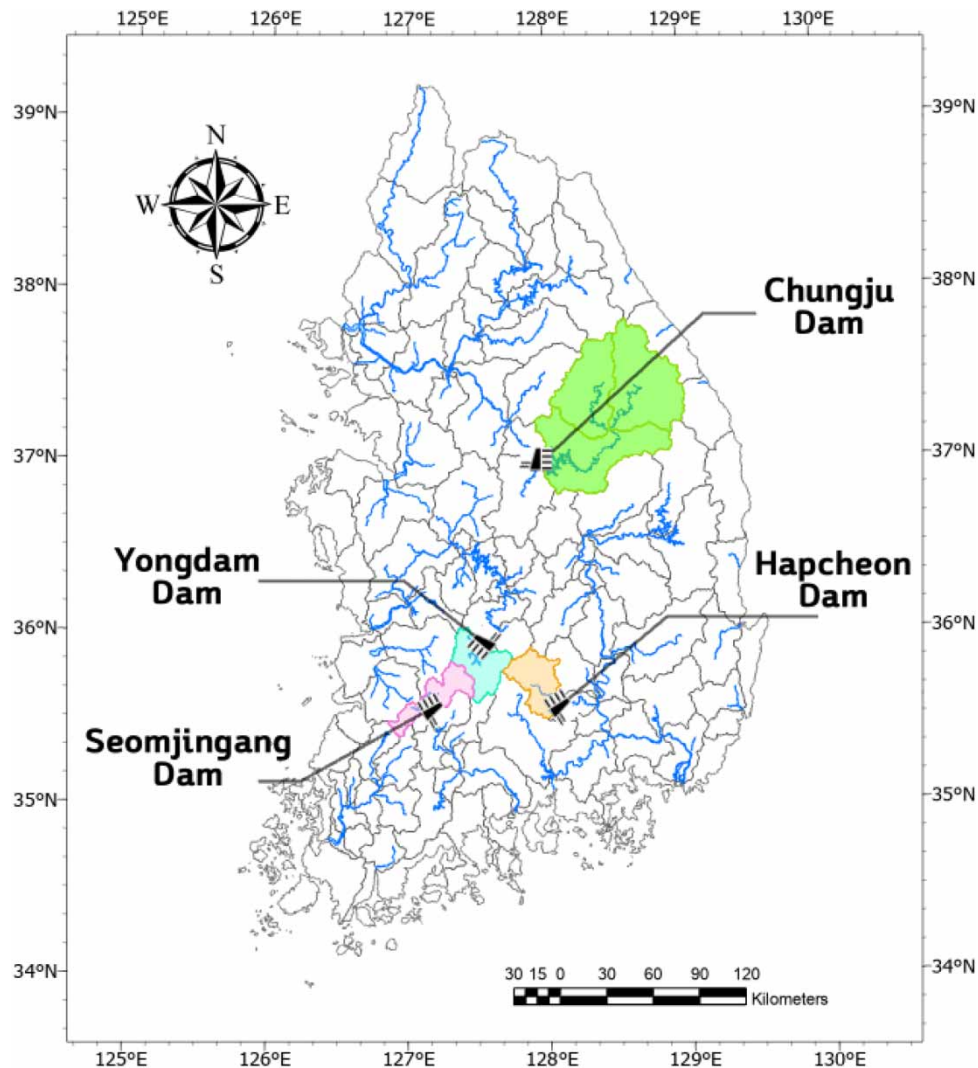 125°E 126°E 127°E 128°E 129°E 130°E
39°N 39°N
N
W E
S
38°N 38°N
Chungju
Dam
37°N 37°N
Yongdam
Dam
Hapcheon
Dam
36°N 36°N
Seomjingang
Dam
35°N 35°N
34°N 34°N
30 15 0 30 60 90 120
Kilometers
125°E 126°E 127°E 128°E 129°E 130°E